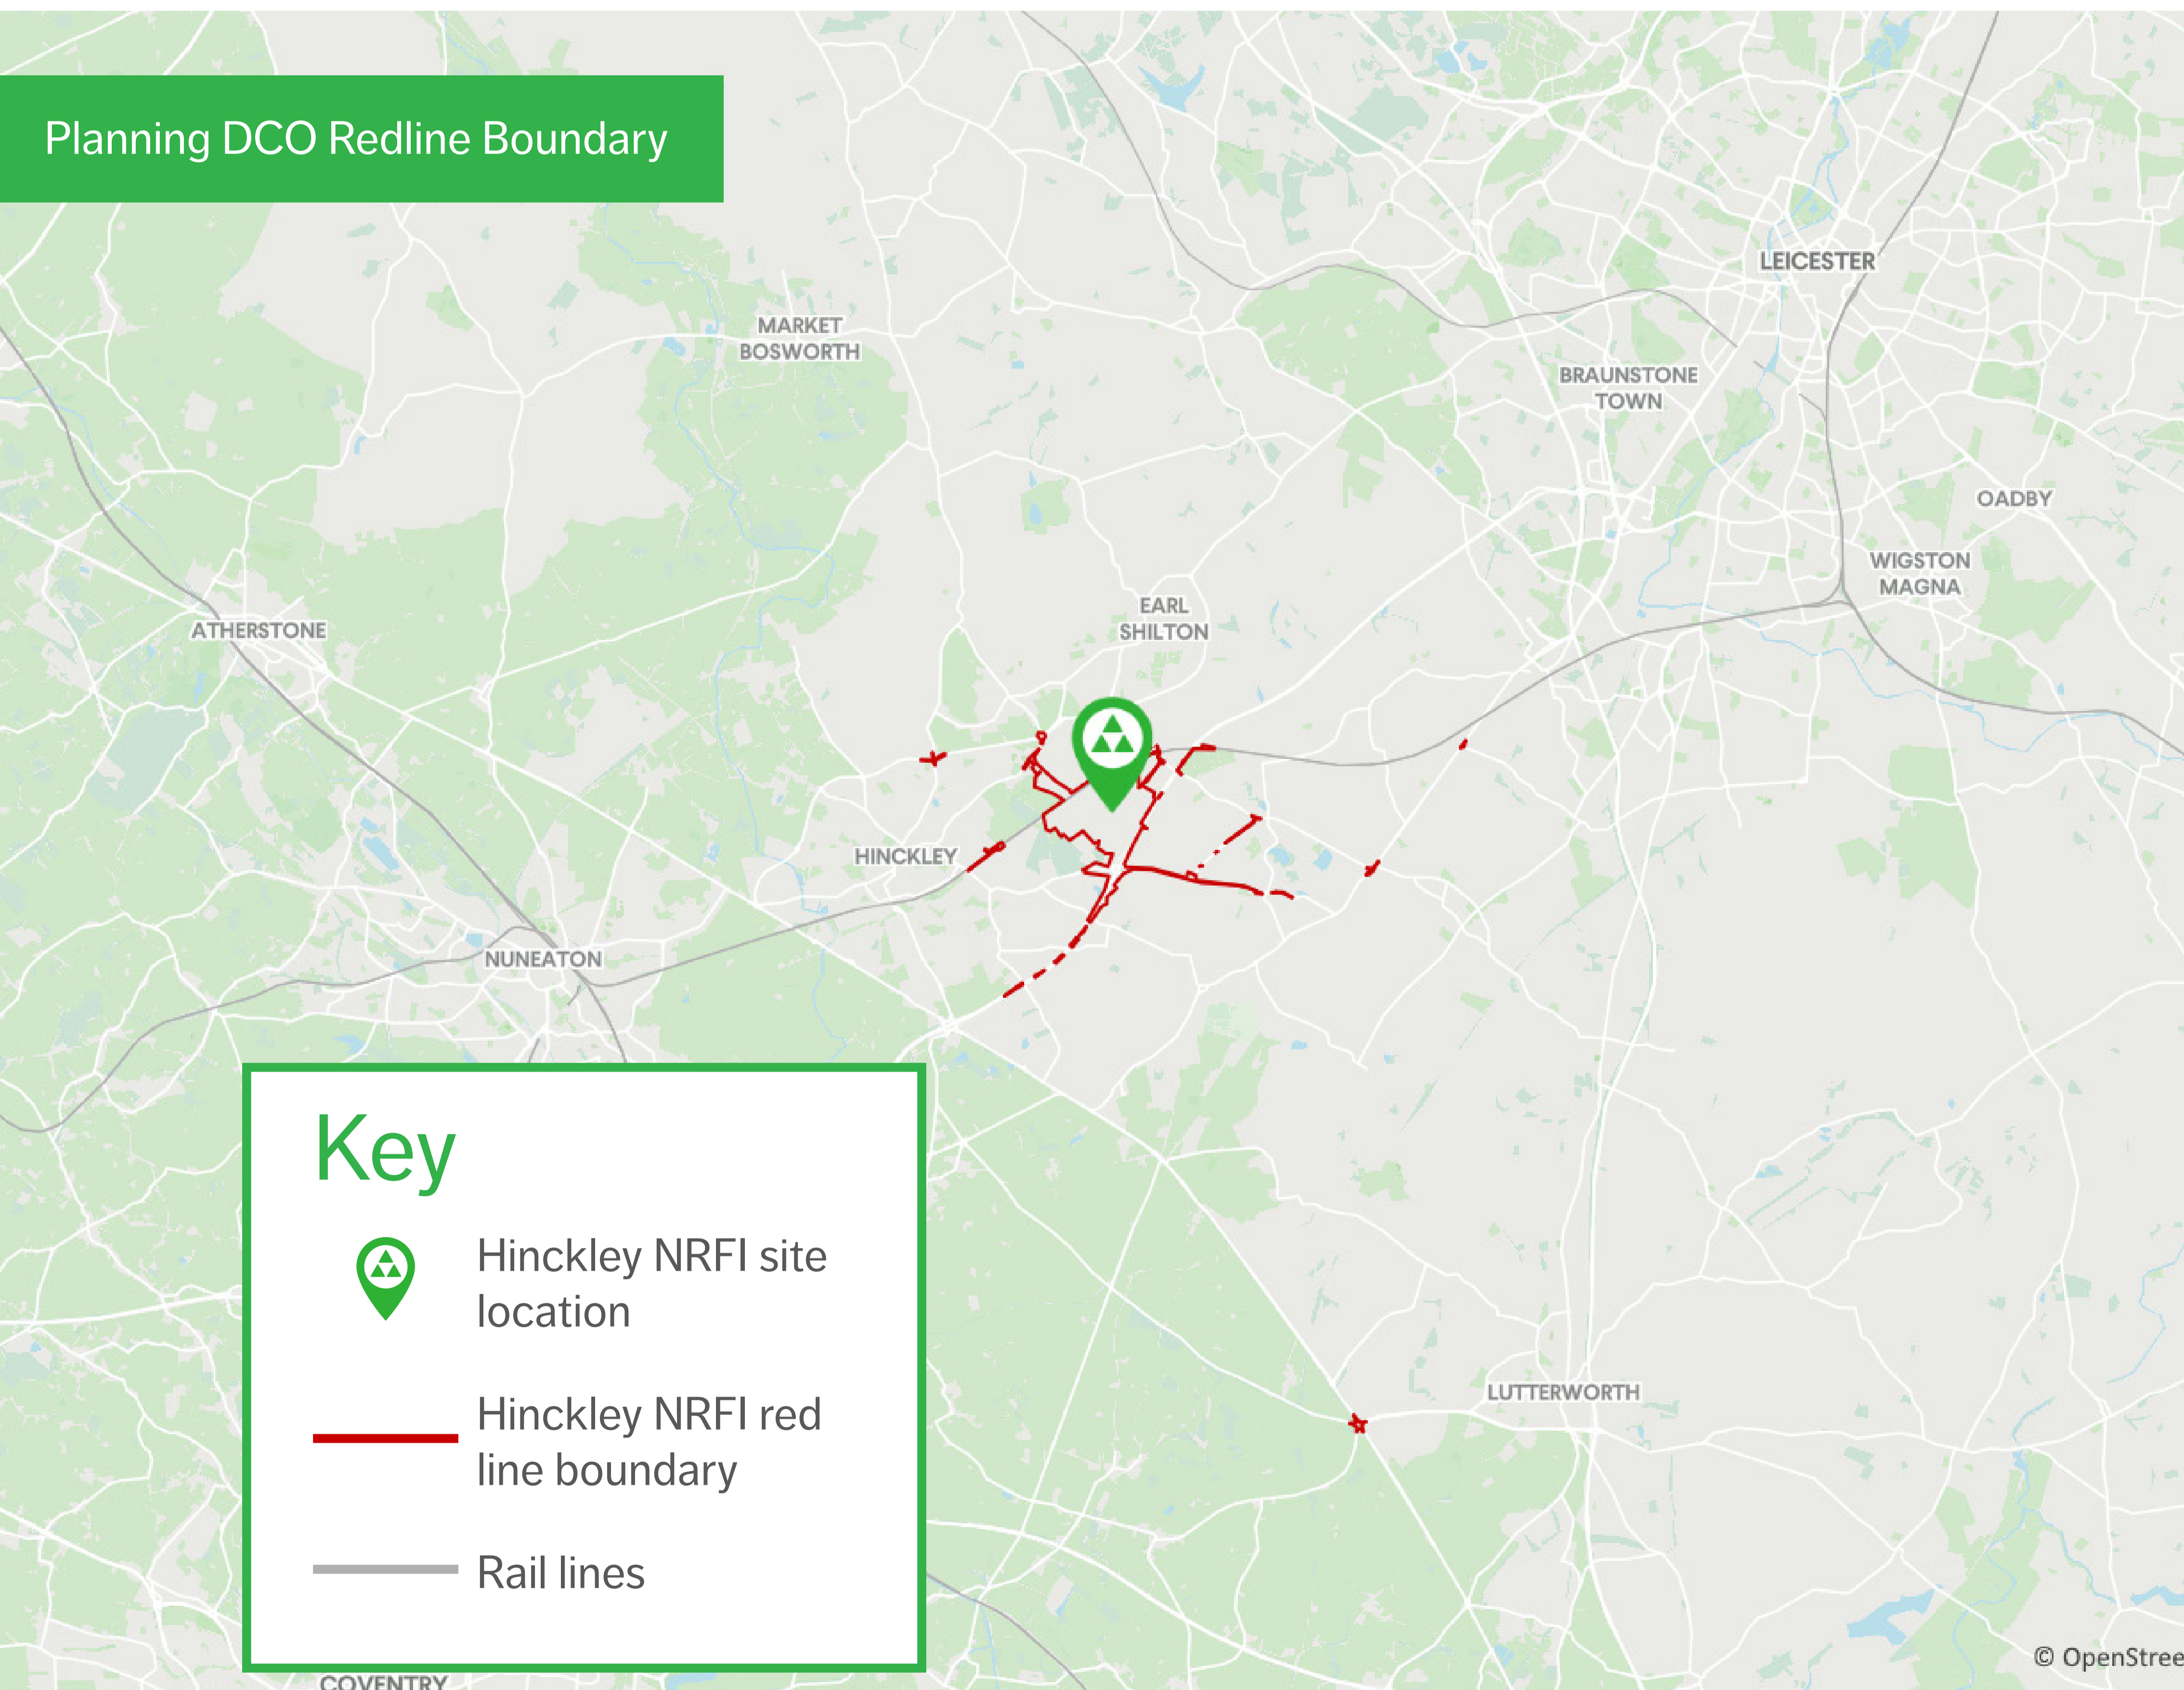 Planning DCO Redline Boundary
LEICESTER
MARKET
BOSWORTH
BRAUNSTONE
TOWN
OADBY
WIGSTON
MAGNA
EARL
SHILTON
ATHERSTONE
HINCKLEY
NUNEATON
Key
Hinckley NRFI site
location
Hinckley NRFI red
line boundary
Rail lines
LUTTERWORTH
© OpenStree
COVENTRY